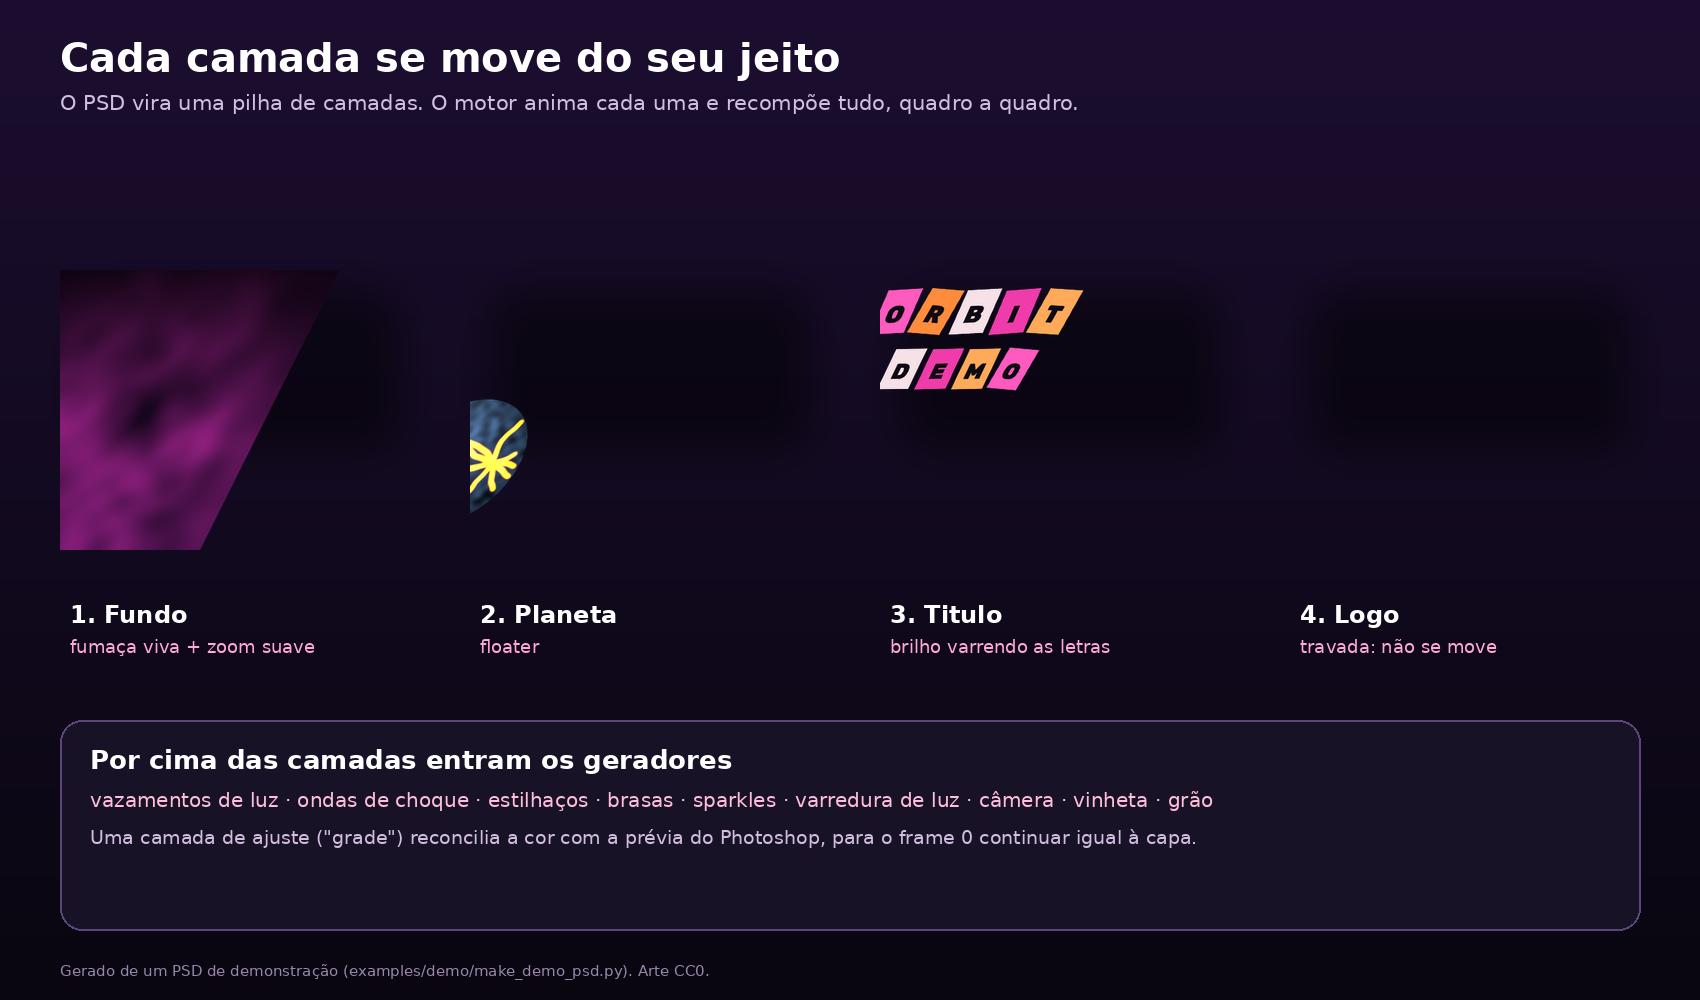 Cada camada se move do seu jeito
O PSD vira uma pilha de camadas. O motor anima cada uma e recompõe tudo, quadro a quadro.
ORBIT
DEMO
1. Fundo
fumaça viva + zoom suave
2. Planeta
floater
3. Titulo
brilho varrendo as letras
4. Logo
travada: não se move
Por cima das camadas entram os geradores
vazamentos de luz · ondas de choque · estilhaços · brasas · sparkles · varredura de luz · câmera · vinheta · grão
Uma camada de ajuste ("grade") reconcilia a cor com a prévia do Photoshop, para o frame 0 continuar igual à capa.
Gerado de um PSD de demonstração (examples/demo/make_demo_psd.py). Arte CC0.